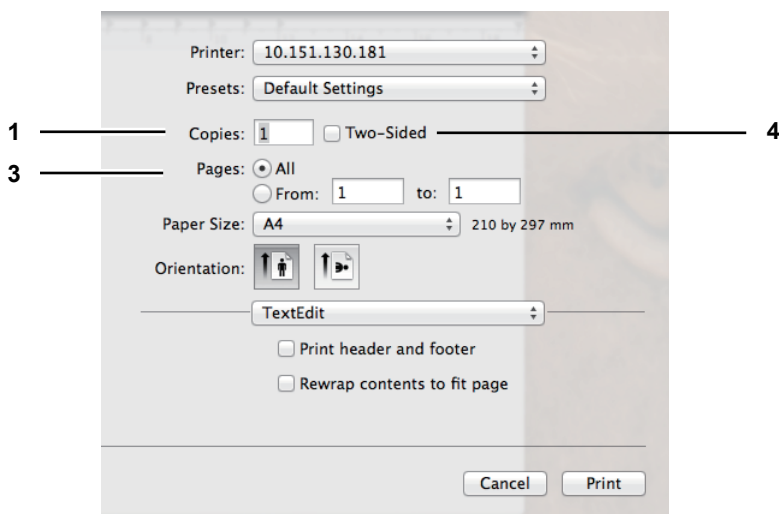 Printer: 10.151.130.181
Presets: Default Settings
1 Copies: 1 Two-Sided 4
3 Pages: All
From: 1 to: 1
Paper Size: A4 210 by 297 mm
Orientation:
TextEdit
Print header and footer
Rewrap contents to fit page
Cancel Print